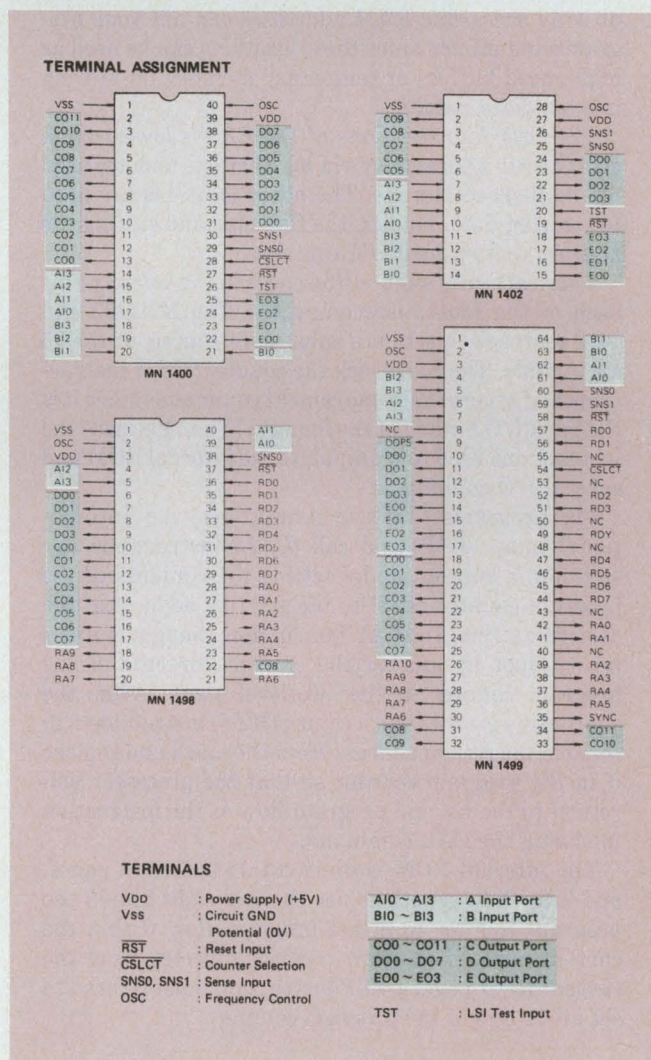 TERMINAL ASSIGNMENT
VSS 1 40 OSC
CO11 2 39 VDD
CO10 3 38 DO7
CO9 4 37 DO6
CO8 5 36 DO5
CO7 6 35 DO4
CO6 7 34 DO3
CO5 8 33 DO2
CO4 9 32 DO1
CO3 10 31 DO0
CO2 11 30 SNS1
CO1 12 29 SNS0
CO0 13 28 CSLCT
AI3 14 27 RST
AI2 15 26 TST
AI1 16 25 EO3
AI0 17 24 EO2
BI3 18 23 EO1
BI2 19 22 EO0
BI1 20 21 BI0
MN 1400
VSS 1 28 OSC
CO9 2 27 VDD
CO8 3 26 SNS1
CO7 4 25 SNS0
CO6 5 24 DO0
CO5 6 23 DO1
AI3 7 22 DO2
AI2 8 21 DO3
AI1 9 20 TST
AI0 10 19 RST
BI3 11 18 EO3
BI2 12 17 EO2
BI1 13 16 EO1
BI0 14 15 EO0
MN 1402
VSS 1 40 AI1
OSC 2 39 AI0
VDD 3 38 SNS0
AI2 4 37 RST
AI3 5 36 RD0
DO0 6 35 RD1
DO1 7 34 RD2
DO2 8 33 RD3
DO3 9 32 RD4
CO0 10 31 RD5
CO1 11 30 RD6
CO2 12 29 RD7
CO3 13 28 RA0
CO4 14 27 RA1
CO5 15 26 RA2
CO6 16 25 RA3
CO7 17 24 RA4
RA9 18 23 RA5
RA8 19 22 CO8
RA7 20 21 RA6
MN 1498
VSS 1 64 BI1
OSC 2 63 BI0
VDD 3 62 AI1
BI2 4 61 AI0
BI3 5 60 SNS0
AI2 6 59 SNS1
AI3 7 58 RST
NC 8 57 RD0
DOPS 9 56 RD1
DO0 10 55 NC
DO1 11 54 CSLCT
DO2 12 53 NC
DO3 13 52 RD2
EO0 14 51 RD3
EO1 15 50 NC
EO2 16 49 RDY
EO3 17 48 NC
CO0 18 47 RD4
CO1 19 46 RD5
CO2 20 45 RD6
CO3 21 44 RD7
CO4 22 43 NC
CO5 23 42 RA0
CO6 24 41 RA1
CO7 25 40 NC
RA10 26 39 RA2
RA9 27 38 RA3
RA8 28 37 RA4
RA7 29 36 RA5
RA6 30 35 SYNC
CO8 31 34 CO11
CO9 32 33 CO10
MN 1499
TERMINALS
VDD : Power Supply (+5V)
VSS : Circuit GND
Potential (0V)
RST : Reset Input
CSLCT : Counter Selection
SNS0, SNS1 : Sense Input
OSC : Frequency Control
AI0 ~ AI3 : A Input Port
BI0 ~ BI3 : B Input Port
CO0 ~ CO11 : C Output Port
DO0 ~ DO7 : D Output Port
EO0 ~ EO3 : E Output Port
TST : LSI Test Input